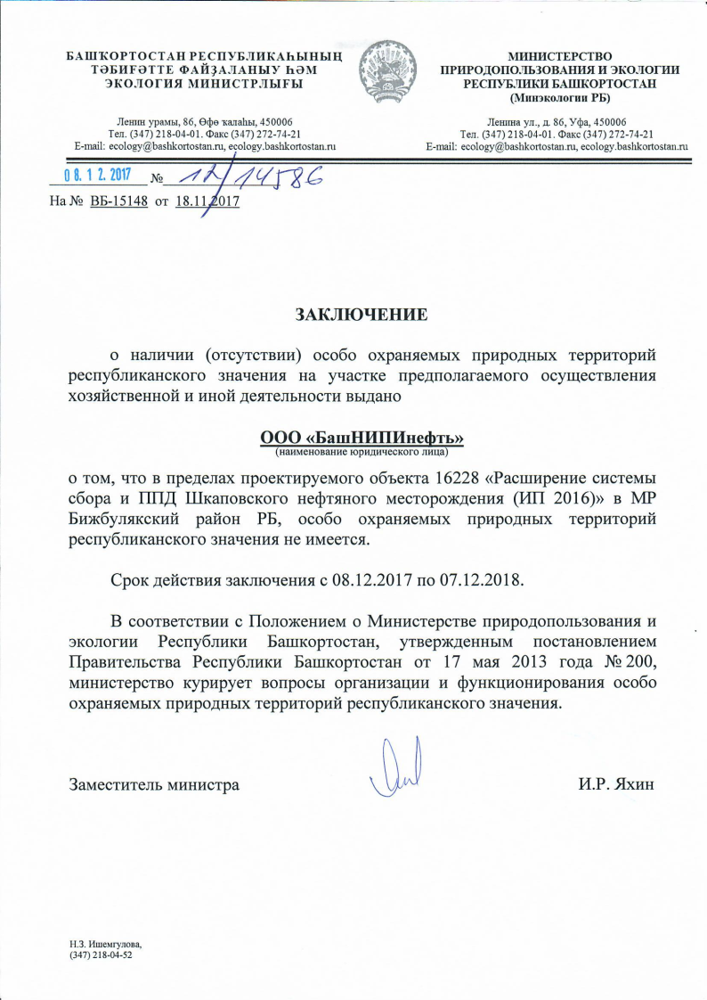 БАШҠОРТОСТАН РЕСПУБЛИКАҺЫНЫҢ
ТӘБИҒӘТТЕ ФАЙҘАЛАНЫУ ҺӘМ
ЭКОЛОГИЯ МИНИСТРЛЫҒЫ
Ленин урамы, 86, Өфө ҡалаһы, 450006
Тел. (347) 218-04-01. Факс (347) 272-74-21
E-mail: ecology@bashkortostan.ru, ecology.bashkortostan.ru
МИНИСТЕРСТВО
ПРИРОДОПОЛЬЗОВАНИЯ И ЭКОЛОГИИ
РЕСПУБЛИКИ БАШКОРТОСТАН
(Минэкологии РБ)
Ленина ул., д. 86, Уфа, 450006
Тел. (347) 218-04-01. Факс (347) 272-74-21
E-mail: ecology@bashkortostan.ru, ecology.bashkortostan.ru
08.12.2017 № 12/14586
На № ВБ-15148 от 18.11.2017
ЗАКЛЮЧЕНИЕ
о наличии (отсутствии) особо охраняемых природных территорий
республиканского значения на участке предполагаемого осуществления
хозяйственной и иной деятельности выдано
ООО «БашНИПИнефть»
(наименование юридического лица)
о том, что в пределах проектируемого объекта 16228 «Расширение системы
сбора и ППД Шкаповского нефтяного месторождения (ИП 2016)» в МР
Бижбулякский район РБ, особо охраняемых природных территорий
республиканского значения не имеется.
Срок действия заключения с 08.12.2017 по 07.12.2018.
В соответствии с Положением о Министерстве природопользования и
экологии Республики Башкортостан, утвержденным постановлением
Правительства Республики Башкортостан от 17 мая 2013 года № 200,
министерство курирует вопросы организации и функционирования особо
охраняемых природных территорий республиканского значения.
Заместитель министра И.Р. Яхин
Н.З. Ишемгулова,
(347) 218-04-52